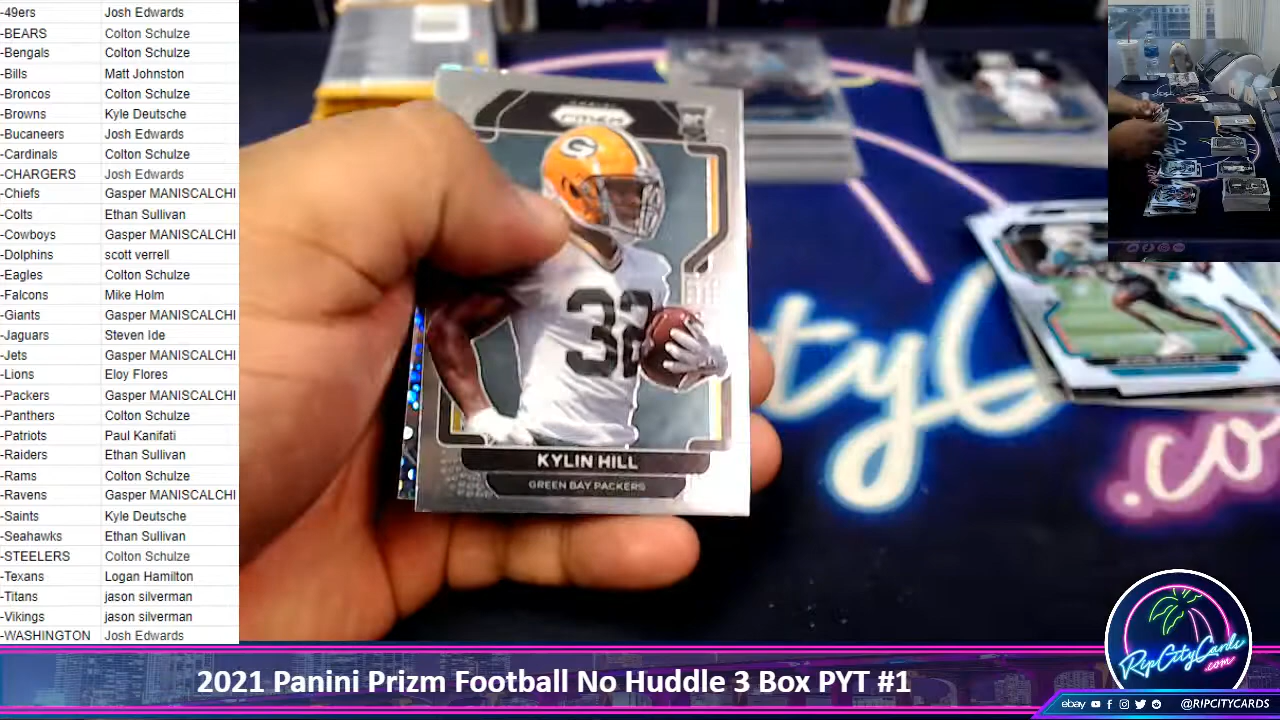 -49ers Josh Edwards
-BEARS Colton Schulze
-Bengals Colton Schulze
-Bills Matt Johnston
-Broncos Colton Schulze
-Browns Kyle Deutsche
-Bucaneers Josh Edwards
-Cardinals Colton Schulze
-CHARGERS Josh Edwards
-Chiefs Gasper MANISCALCHI
-Colts Ethan Sullivan
-Cowboys Gasper MANISCALCHI
-Dolphins scott verrell
-Eagles Colton Schulze
-Falcons Mike Holm
-Giants Gasper MANISCALCHI
-Jaguars Steven Ide
-Jets Gasper MANISCALCHI
-Lions Eloy Flores
-Packers Gasper MANISCALCHI
-Panthers Colton Schulze
-Patriots Paul Kanifati
-Raiders Ethan Sullivan
-Rams Colton Schulze
-Ravens Gasper MANISCALCHI
-Saints Kyle Deutsche
-Seahawks Ethan Sullivan
-STEELERS Colton Schulze
-Texans Logan Hamilton
-Titans jason silverman
-Vikings jason silverman
-WASHINGTON Josh Edwards
PRIZM
G
32
KYLIN HILL
GREEN BAY PACKERS
tyC
.co
RipCityCards
.com
2021 Panini Prizm Football No Huddle 3 Box PYT #1
ebay @RIPCITYCARDS